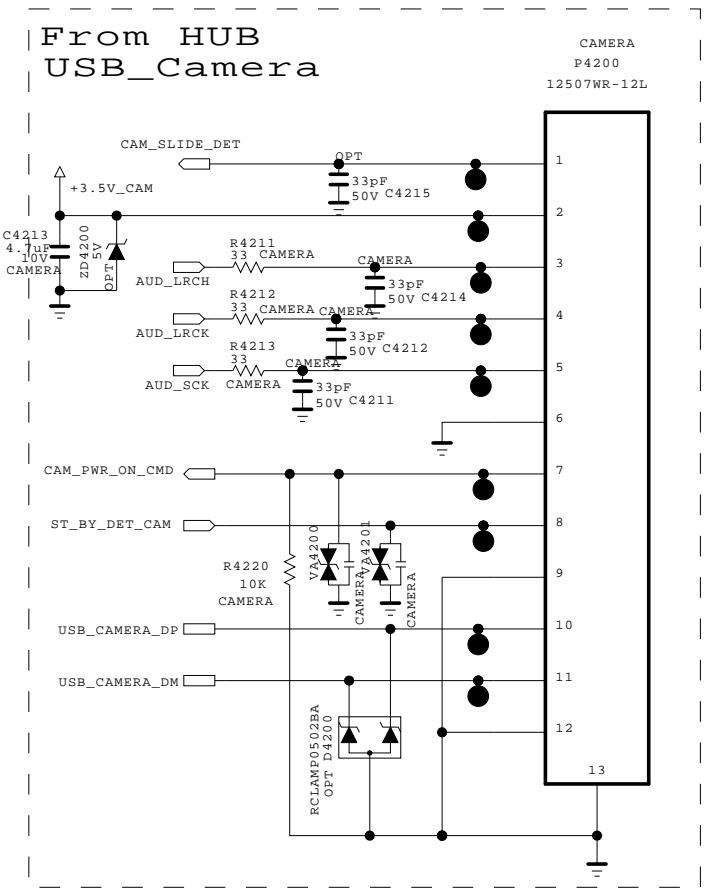 From HUB
USB_Camera
CAMERA
P4200
12507WR-12L
CAM_SLIDE_DET
OPT
1
33pF
50V C4215
+3.5V_CAM
2
C4213
4.7uF
10V
CAMERA
ZD4200
5V
OPT
R4211
33 CAMERA
AUD_LRCH
CAMERA
3
33pF
50V C4214
R4212
33 CAMERA
AUD_LRCK
CAMERA
4
33pF
50V C4212
R4213
33
CAMERA
AUD_SCK
CAMERA
5
33pF
50V C4211
6
CAM_PWR_ON_CMD
7
ST_BY_DET_CAM
8
R4220
10K
CAMERA
VA4200
CAMERA
VA4201
CAMERA
9
USB_CAMERA_DP
10
USB_CAMERA_DM
11
RCLAMP0502BA
OPT D4200
12
13